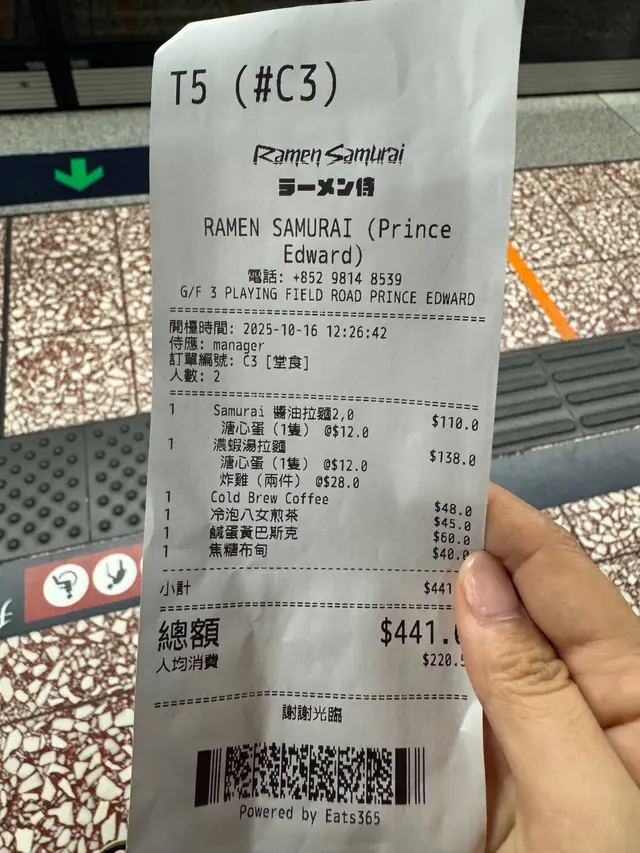 T5 (#C3)
Ramen Samurai
ラーメン侍
RAMEN SAMURAI (Prince
Edward)
電話: +852 9814 8539
G/F 3 PLAYING FIELD ROAD PRINCE EDWARD
開檯時間: 2025-10-16 12:26:42
侍應: manager
訂單編號: C3 [堂食]
人數: 2
1 Samurai 醬油拉麵2,0 $110.0
溏心蛋 (1隻) @$12.0
1 濃蝦湯拉麵 $138.0
溏心蛋 (1隻) @$12.0
炸雞 (兩件) @$28.0
1 Cold Brew Coffee $48.0
1 冷泡八女煎茶 $45.0
1 鹹蛋黃巴斯克 $60.0
1 焦糖布甸 $40.0
小計 $441
總額 $441.0
人均消費 $220.5
謝謝光臨
Powered by Eats365